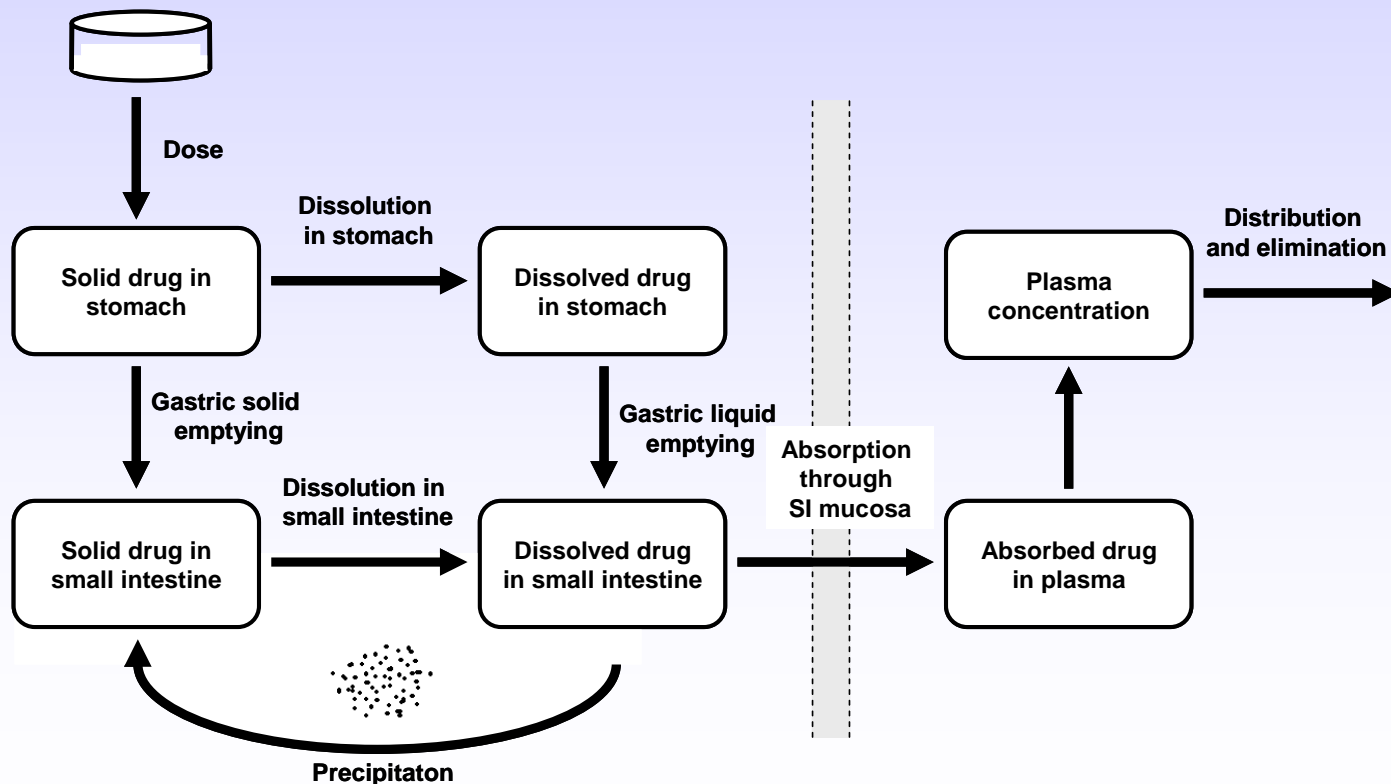 Dose
Dissolution
in stomach
Distribution
and elimination
Solid drug in
stomach
Dissolved drug
in stomach
Plasma
concentration
Gastric solid
emptying
Gastric liquid
emptying
Absorption
through
SI mucosa
Dissolution in
small intestine
Solid drug in
small intestine
Dissolved drug
in small intestine
Absorbed drug
in plasma
Precipitaton